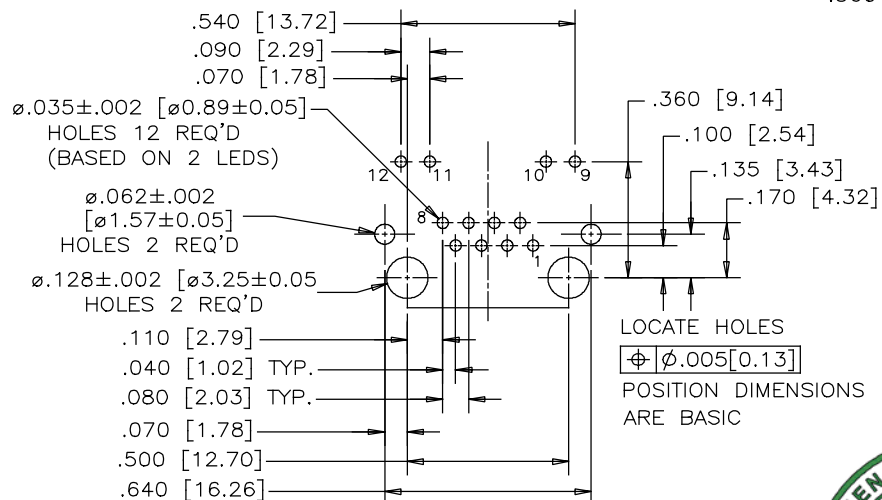 .540 [13.72]
.090 [2.29]
.070 [1.78]
ø.035±.002 [ø0.89±0.05]
HOLES 12 REQ'D
(BASED ON 2 LEDS)
.360 [9.14]
.100 [2.54]
.135 [3.43]
.170 [4.32]
12
11
10
9
ø.062±.002
[ø1.57±0.05]
HOLES 2 REQ'D
8
1
ø.128±.002 [ø3.25±0.05
HOLES 2 REQ'D
.110 [2.79]
.040 [1.02] TYP.
.080 [2.03] TYP.
.070 [1.78]
.500 [12.70]
.640 [16.26]
LOCATE HOLES
⌖ Ø.005[0.13]
POSITION DIMENSIONS
ARE BASIC
EN